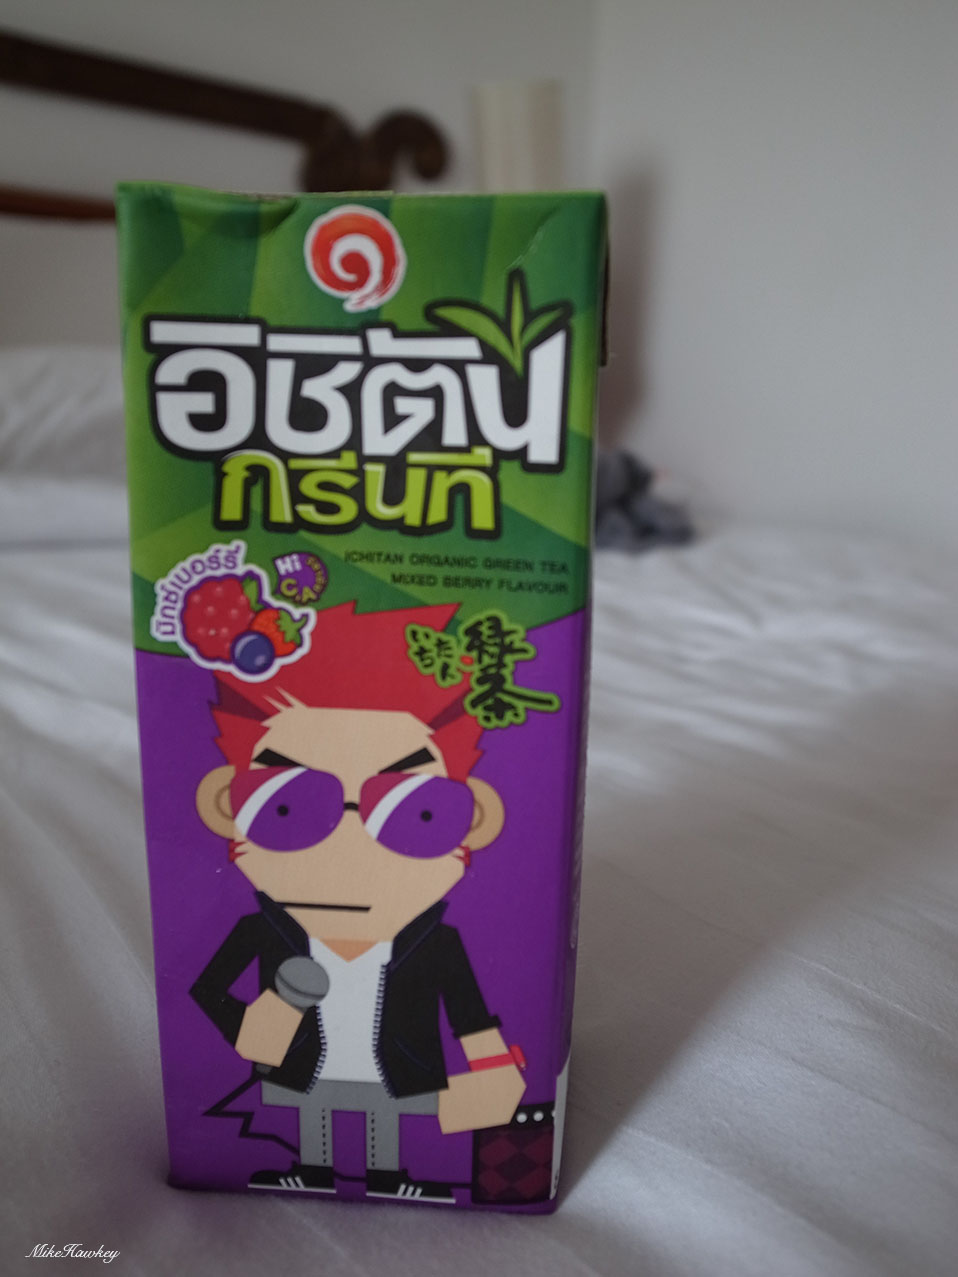 อิชิตัน
กรีนที
ICHITAN ORGANIC GREEN TEA
MIXED BERRY FLAVOUR
มิกซ์เบอร์รี่
Hi
いちたん
緑茶
MikeHawkey